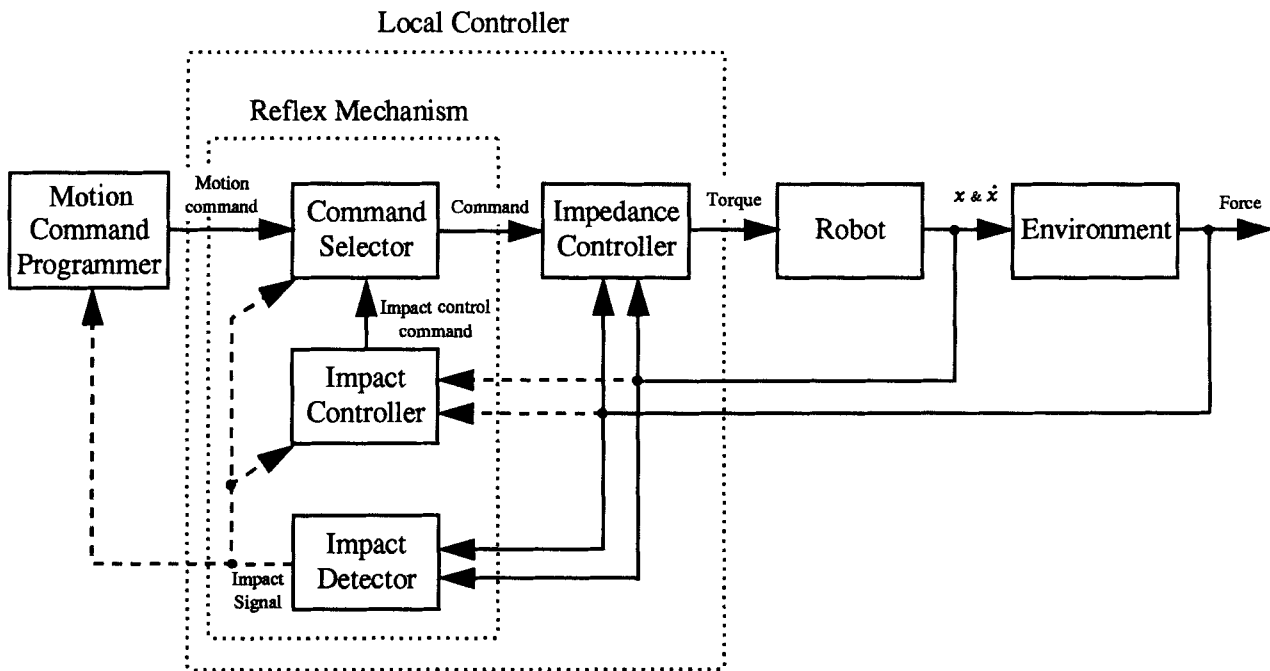 Local Controller
Reflex Mechanism
Motion
Command
Programmer
Motion
command
Command
Selector
Command
Impedance
Controller
Torque
Robot
x & ẋ
Environment
Force
Impact control
command
Impact
Controller
Impact
Detector
Impact
Signal